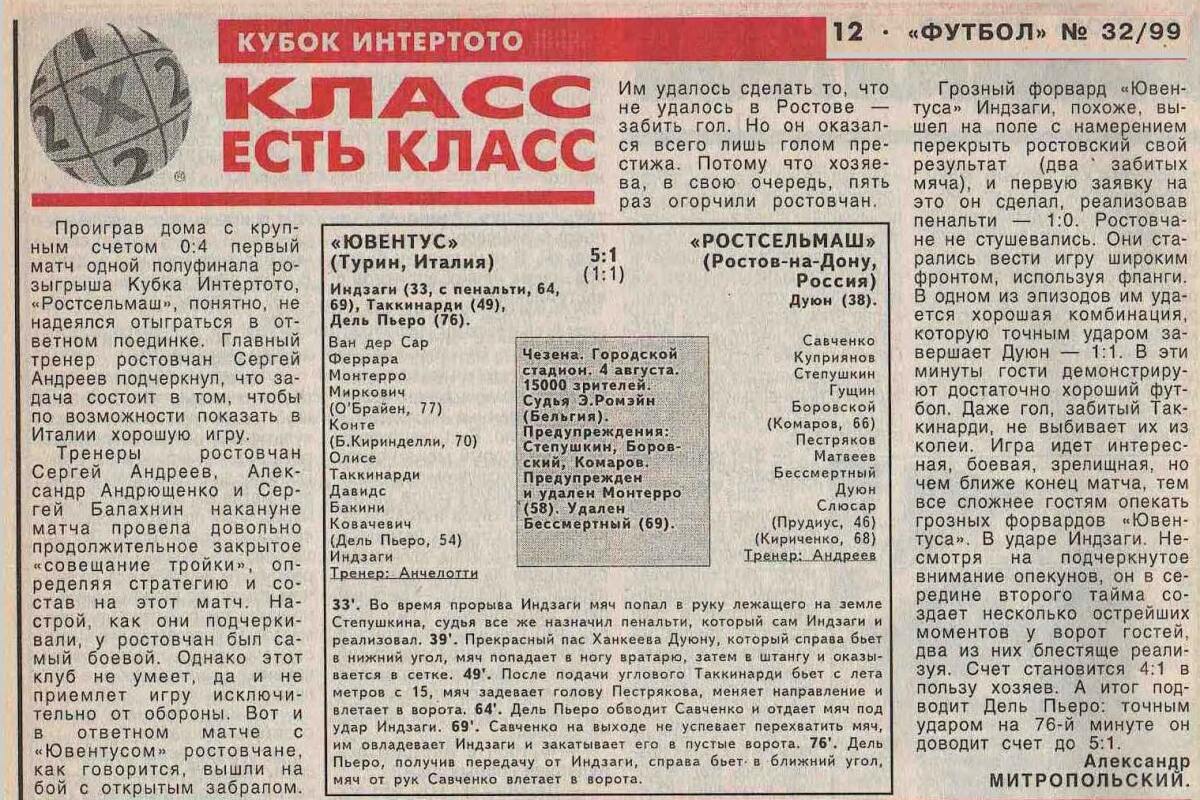 КУБОК ИНТЕРТОТО
12 · «ФУТБОЛ» № 32/99
КЛАСС
ЕСТЬ КЛАСС
Проиграв дома с круп-
ным счетом 0:4 первый
матч одной полуфинала ро-
зыгрыша Кубка Интертото,
«Ростсельмаш», понятно, не
надеялся отыграться в от-
ветном поединке. Главный
тренер ростовчан Сергей
Андреев подчеркнул, что за-
дача состоит в том, чтобы
по возможности показать в
Италии хорошую игру.
Тренеры ростовчан
Сергей Андреев, Алек-
сандр Андрющенко и Сер-
гей Балахнин накануне
матча провела довольно
продолжительное закрытое
«совещание тройки», оп-
ределяя стратегию и со-
став на этот матч. На-
строй, как они подчерки-
вали, у ростовчан был са-
мый боевой. Однако этот
клуб не умеет, да и не
приемлет игру исключи-
тельно от обороны. Вот и
в ответном матче с
«Ювентусом» ростовчане,
как говорится, вышли на
бой с открытым забралом.
Им удалось сделать то, что
не удалось в Ростове —
забить гол. Но он оказал-
ся всего лишь голом пре-
стижа. Потому что хозяе-
ва, в свою очередь, пять
раз огорчили ростовчан.
«ЮВЕНТУС»
(Турин, Италия)
5:1
(1:1)
«РОСТСЕЛЬМАШ»
(Ростов-на-Дону,
Россия)
Индзаги (33, с пенальти, 64,
69), Таккинарди (49),
Дель Пьеро (76).
Дуюн (38).
Ван дер Сар
Феррара
Монтерро
Миркович
(О'Брайен, 77)
Конте
(Б.Киринделли, 70)
Олисе
Таккинарди
Давидс
Бакини
Ковачевич
(Дель Пьеро, 54)
Индзаги
Тренер: Анчелотти
Чезена. Городской
стадион. 4 августа.
15000 зрителей.
Судья Э.Ромэйн
(Бельгия).
Предупреждения:
Степушкин, Боров-
ский, Комаров.
Предупрежден
и удален Монтерро
(58). Удален
Бессмертный (69).
Савченко
Куприянов
Степушкин
Гущин
Боровской
(Комаров, 66)
Пестряков
Матвеев
Бессмертный
Дуюн
Слюсар
(Прудиус, 46)
(Кириченко, 68)
Тренер: Андреев
33'. Во время прорыва Индзаги мяч попал в руку лежащего на земле
Степушкина, судья все же назначил пенальти, который сам Индзаги и
реализовал. 39'. Прекрасный пас Ханкеева Дуюну, который справа бьет
в нижний угол, мяч попадает в ногу вратарю, затем в штангу и оказы-
вается в сетке. 49'. После подачи углового Таккинарди бьет с лета
метров с 15, мяч задевает голову Пестрякова, меняет направление и
влетает в ворота. 64'. Дель Пьеро обводит Савченко и отдает мяч под
удар Индзаги. 69'. Савченко на выходе не успевает перехватить мяч,
им овладевает Индзаги и закатывает его в пустые ворота. 76'. Дель
Пьеро, получив передачу от Индзаги, справа бьет в ближний угол,
мяч от рук Савченко влетает в ворота.
Грозный форвард «Ювен-
туса» Индзаги, похоже, вы-
шел на поле с намерением
перекрыть ростовский свой
результат (два забитых
мяча), и первую заявку на
это он сделал, реализовав
пенальти — 1:0. Ростовча-
не не стушевались. Они ста-
рались вести игру широким
фронтом, используя фланги.
В одном из эпизодов им уда-
ется хорошая комбинация,
которую точным ударом за-
вершает Дуюн — 1:1. В эти
минуты гости демонстриру-
ют достаточно хороший фут-
бол. Даже гол, забитый Так-
кинарди, не выбивает их из
колеи. Игра идет интерес-
ная, боевая, зрелищная, но
чем ближе конец матча, тем
все сложнее гостям опекать
грозных форвардов «Ювен-
туса». В ударе Индзаги. Не-
смотря на подчеркнутое
внимание опекунов, он в се-
редине второго тайма со-
здает несколько острейших
моментов у ворот гостей,
два из них блестяще реали-
зуя. Счет становится 4:1 в
пользу хозяев. А итог под-
водит Дель Пьеро: точным
ударом на 76-й минуте он
доводит счет до 5:1.
Александр
МИТРОПОЛЬСКИЙ.
1 X 2
2 X 2
2